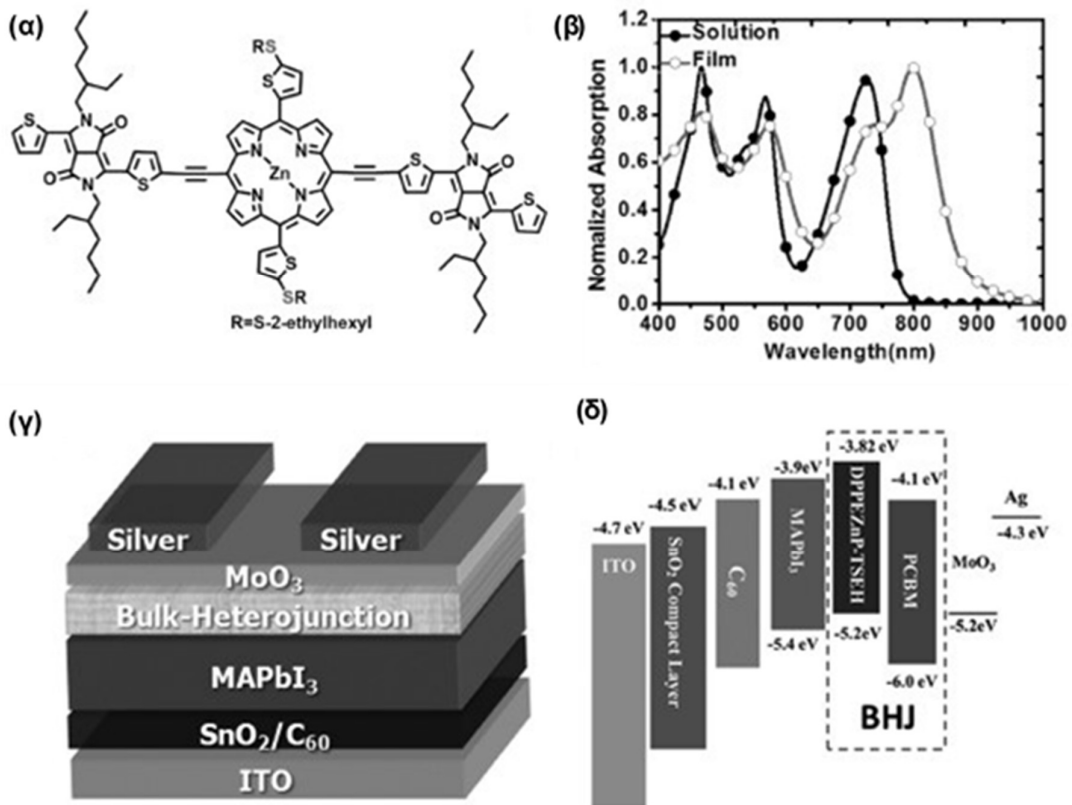 (α)
RS
S
N
O
S
O
N
S
N
N
Zn
N
N
S
N
O
O
N
S
S
SR
R=S-2-ethylhexyl
(β)
Nomalized Absorption
1.2
1.0
0.8
0.6
0.4
0.2
0.0
Solution
Film
400 500 600 700 800 900 1000
Wavelength(nm)
(γ)
Silver Silver
MoO₃
Bulk-Heterojunction
MAPbI₃
SnO₂/C₆₀
ITO
(δ)
-4.7 eV
ITO
-4.5 eV
SnO₂ Compact Layer
-4.1 eV
C₆₀
-3.9eV
MAPbI₃
-5.4 eV
-3.82 eV
DPPEZnP-TSEH
-5.2eV
-4.1 eV
PCBM
-6.0 eV
BHJ
MoO₃
-5.2eV
Ag
-4.3 eV